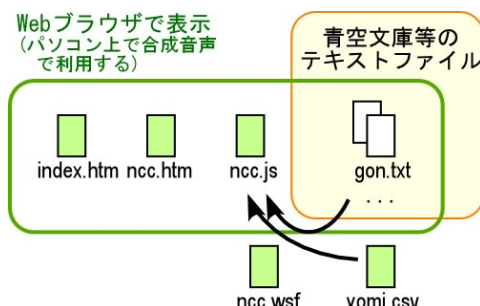 Webブラウザで表示
（パソコン上で合成音声
で利用する）
青空文庫等の
テキストファイル
index.htm
ncc.htm
ncc.js
gon.txt
...
ncc.wsf
yomi.csv